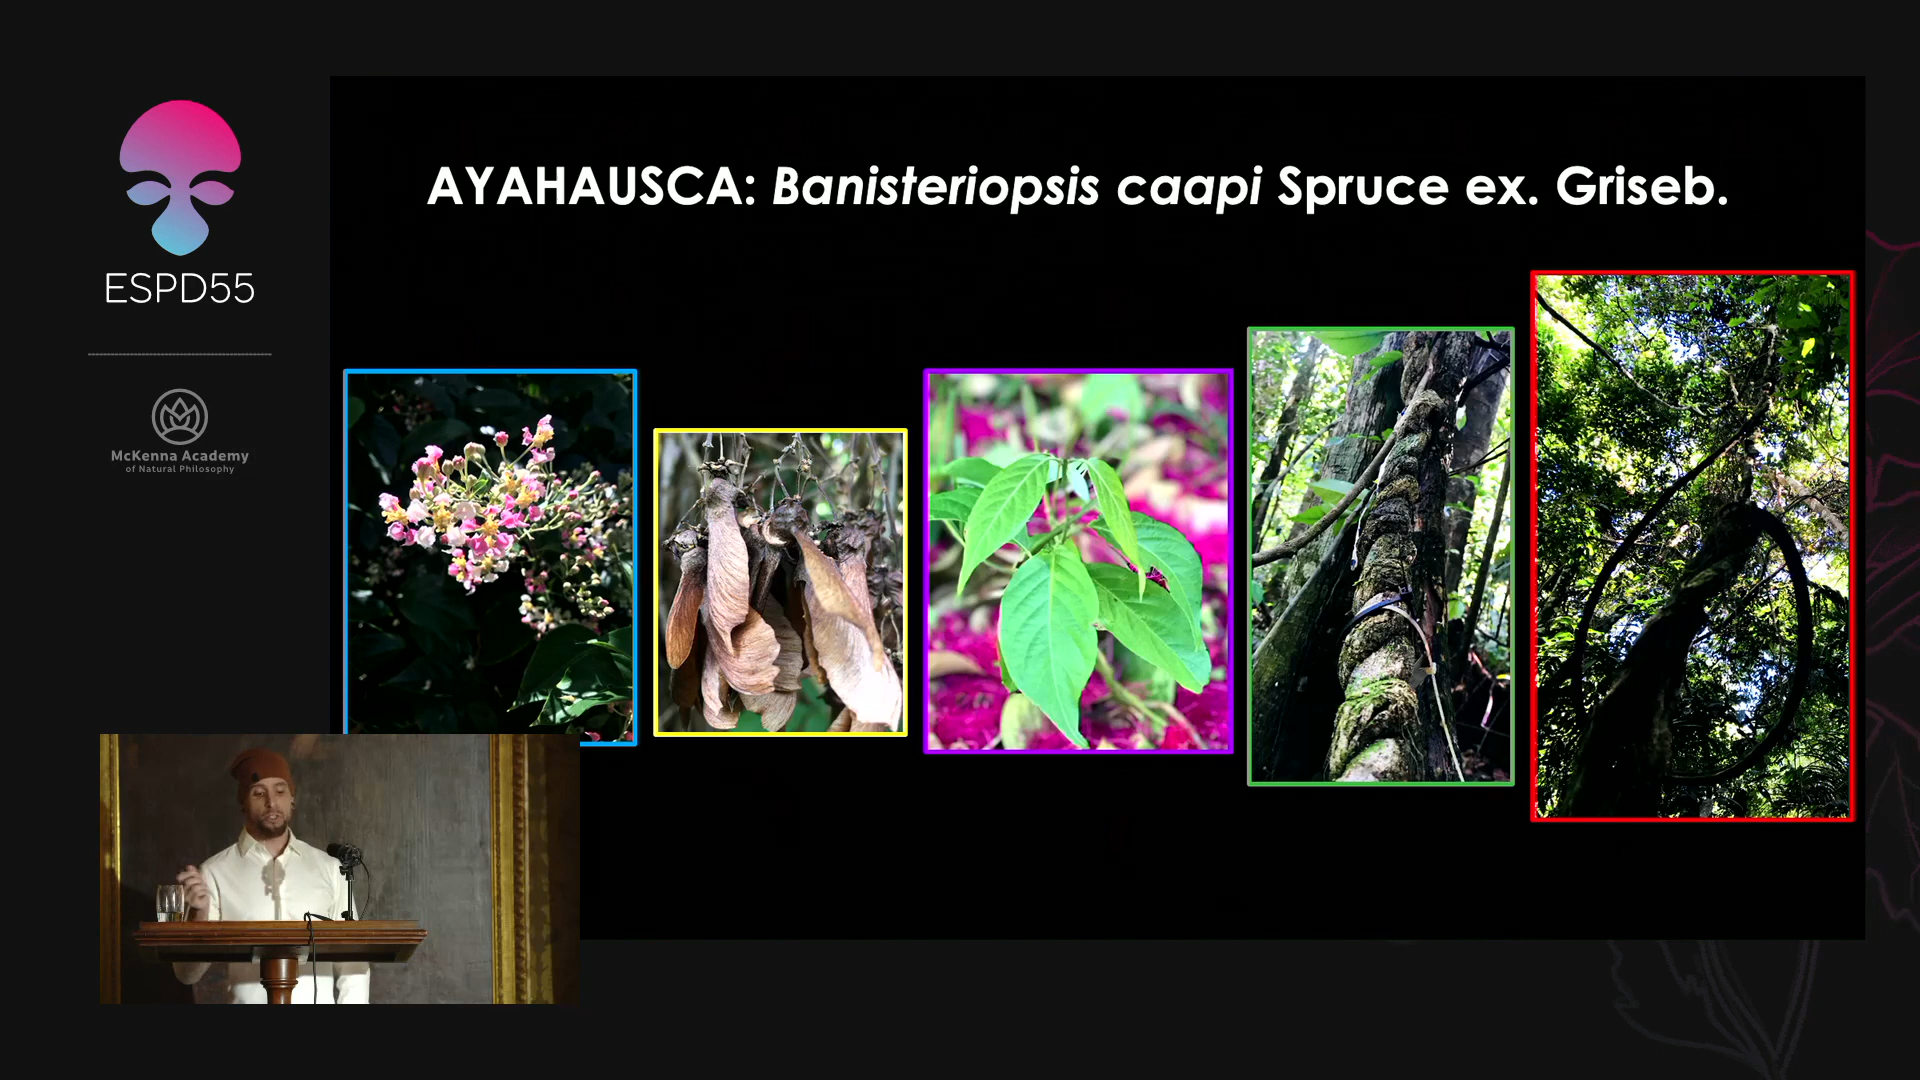 AYAHAUSCA: Banisteriopsis caapi Spruce ex. Griseb.
ESPD55
McKenna Academy
of Natural Philosophy